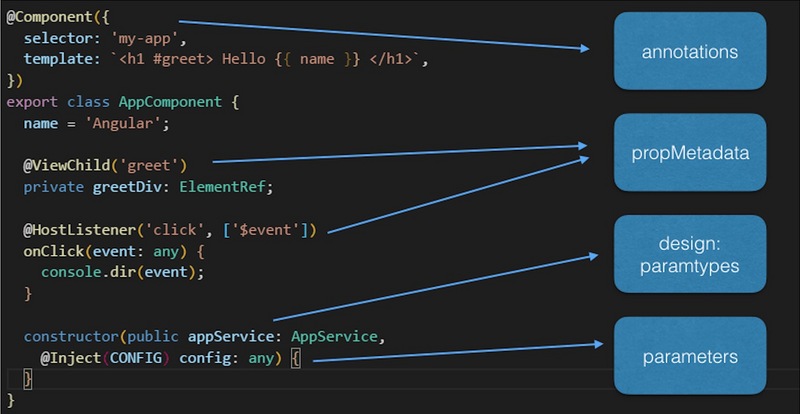 @Component({
  selector: 'my-app',
  template: `<h1 #greet> Hello {{ name }} </h1>`,
})
export class AppComponent {
  name = 'Angular';

  @ViewChild('greet')
  private greetDiv: ElementRef;

  @HostListener('click', ['$event'])
  onClick(event: any) {
    console.dir(event);
  }

  constructor(public appService: AppService,
    @Inject(CONFIG) config: any) {
  }
}
annotations
propMetadata
design:
paramtypes
parameters